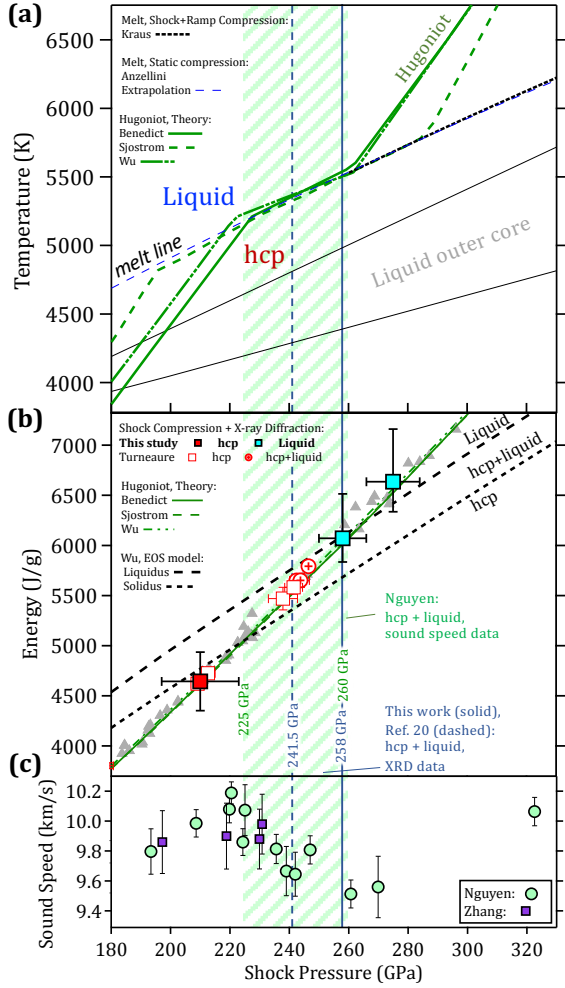 (a)
6500
6000
5500
5000
4500
4000
Temperature (K)
Melt, Shock+Ramp Compression:
Kraus
Melt, Static compression:
Anzellini
Extrapolation
Hugoniot, Theory:
Benedict
Sjostrom
Wu
Hugoniot
Liquid
melt line
hcp
Liquid outer core
(b)
7000
6500
6000
5500
5000
4500
4000
Energy (J/g)
Shock Compression + X-ray Diffraction:
This study hcp Liquid
Turneaure hcp hcp+liquid
Hugoniot, Theory:
Benedict
Sjostrom
Wu
Wu, EOS model:
Liquidus
Solidus
Liquid
hcp+liquid
hcp
Nguyen:
hcp + liquid,
sound speed data
225 GPa
241.5 GPa
258 GPa
260 GPa
This work (solid),
Ref. 20 (dashed):
hcp + liquid,
XRD data
(c)
10.2
10.0
9.8
9.6
9.4
Sound Speed (km/s)
Nguyen:
Zhang:
180 200 220 240 260 280 300 320
Shock Pressure (GPa)